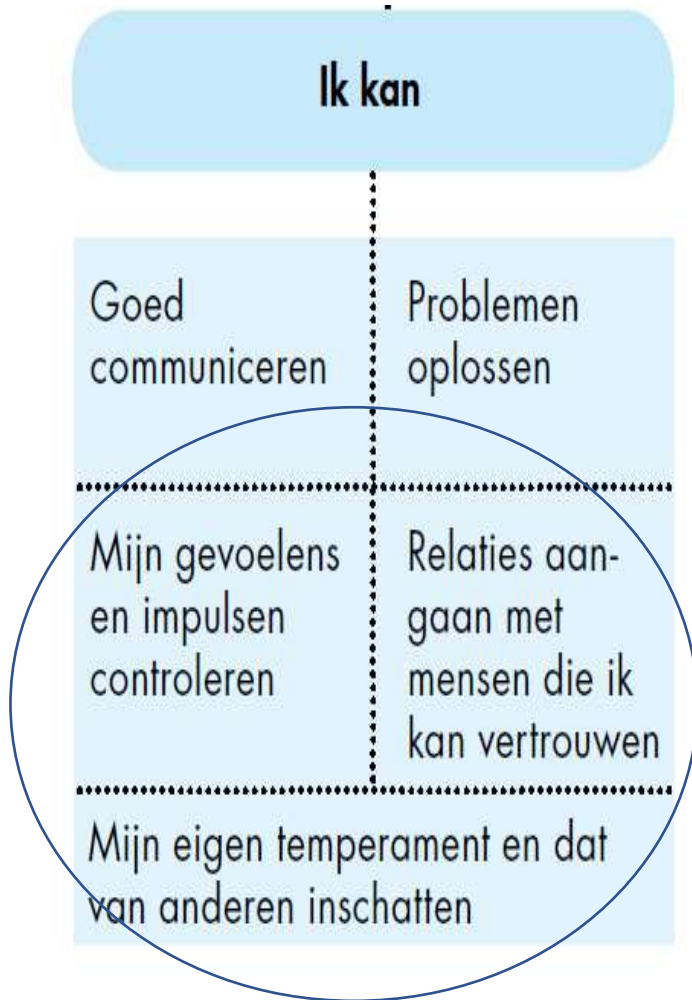 Ik kan
Goed
communiceren
Problemen
oplossen
Mijn gevoelens
en impulsen
controleren
Relaties aan-
gaan met
mensen die ik
kan vertrouwen
Mijn eigen temperament en dat
van anderen inschatten